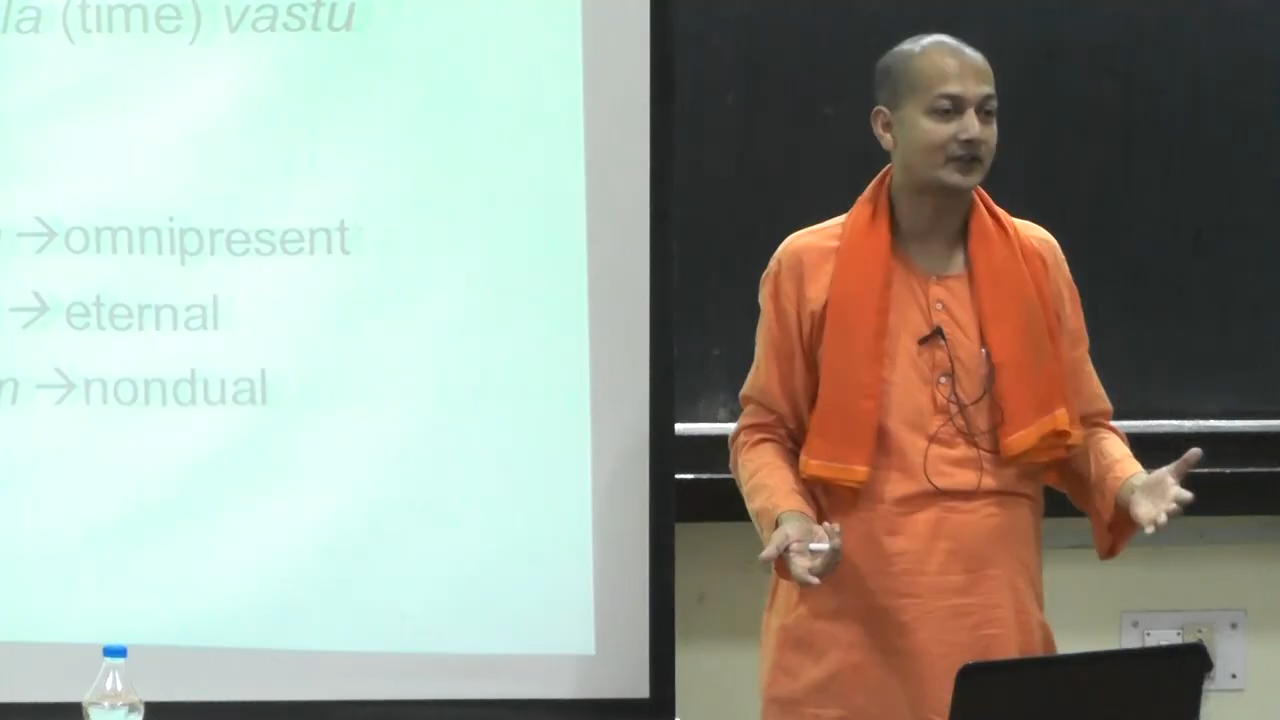 la (time) vastu
→omnipresent
→ eternal
n →nondual